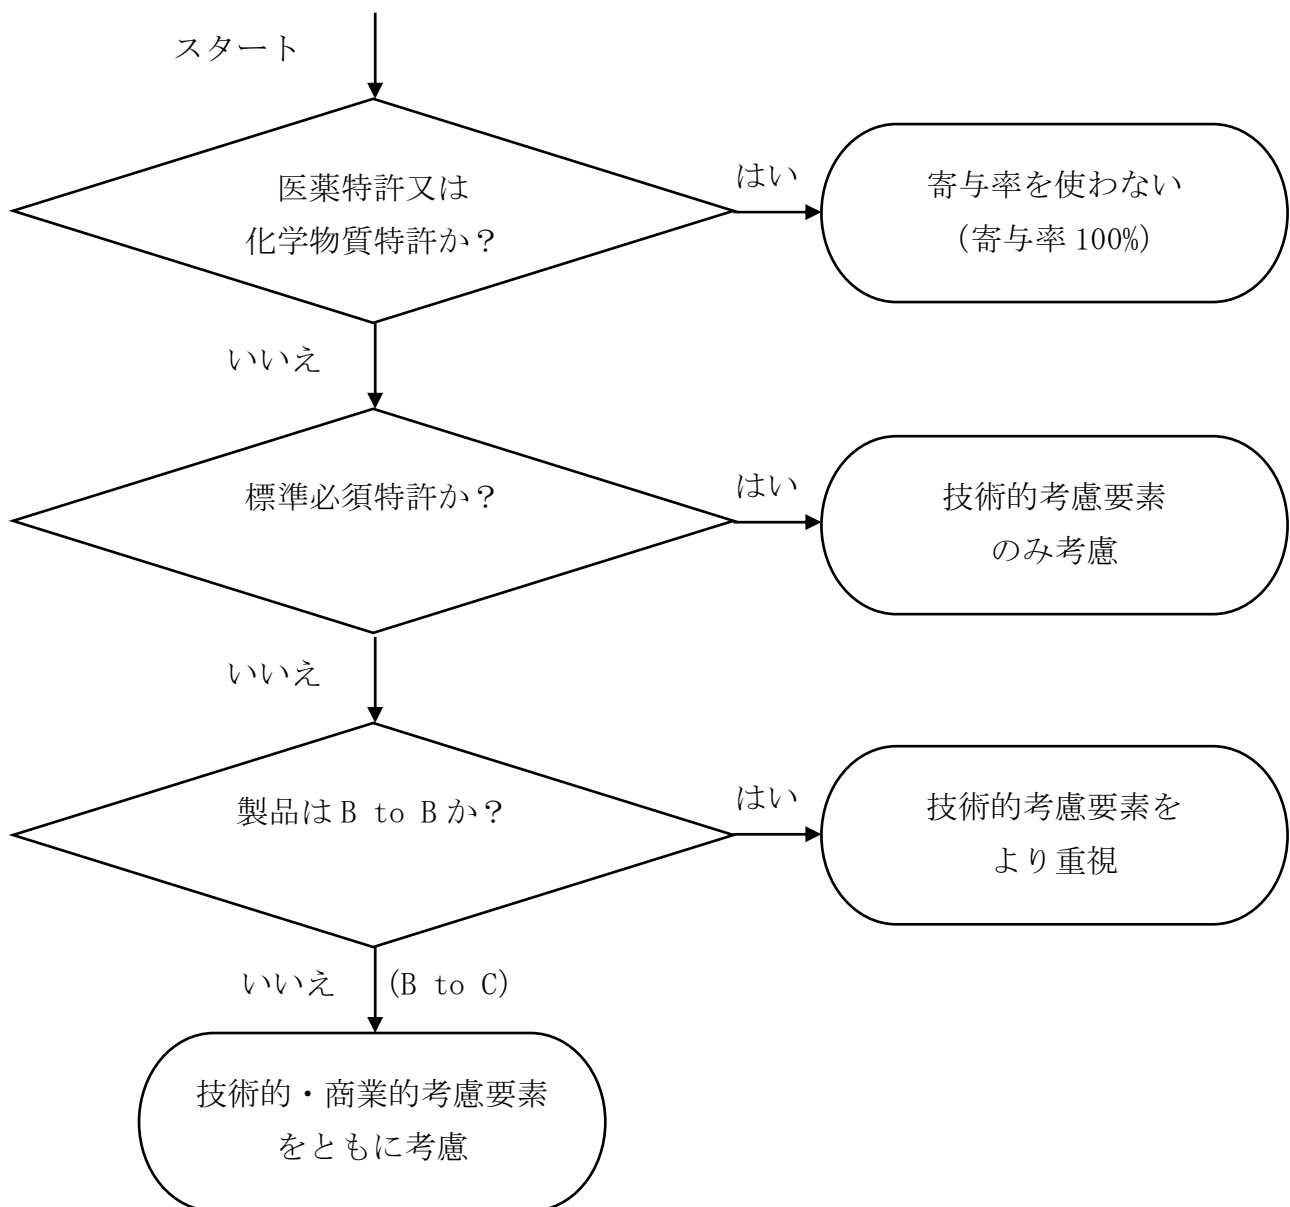 スタート
医薬特許又は
化学物質特許か？
はい
寄与率を使わない
(寄与率 100%)
いいえ
標準必須特許か？
はい
技術的考慮要素
のみ考慮
いいえ
製品は B to B か？
はい
技術的考慮要素を
より重視
いいえ (B to C)
技術的・商業的考慮要素
をともに考慮